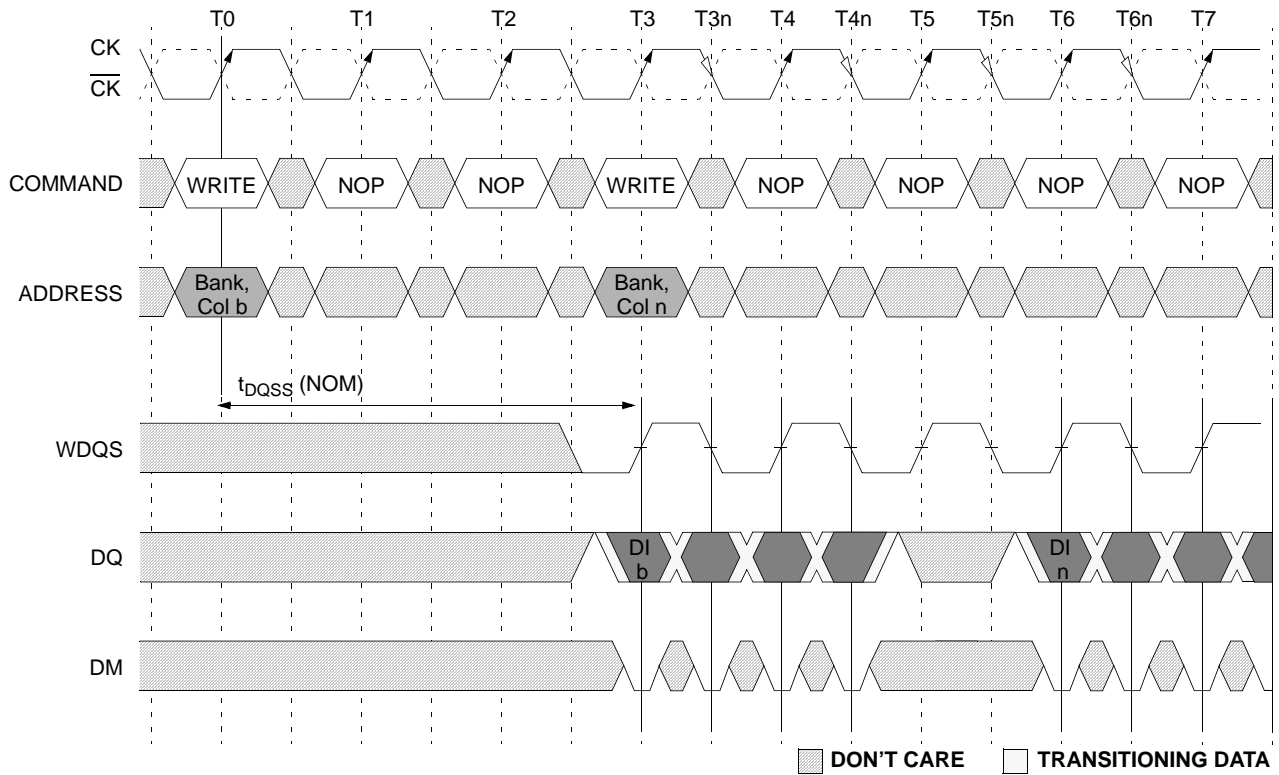 T0 T1 T2 T3 T3n T4 T4n T5 T5n T6 T6n T7
CK
CK
COMMAND WRITE NOP NOP WRITE NOP NOP NOP NOP
ADDRESS Bank, Col b Bank, Col n
tDQSS (NOM)
WDQS
DQ DI b DI n
DM
DON'T CARE TRANSITIONING DATA